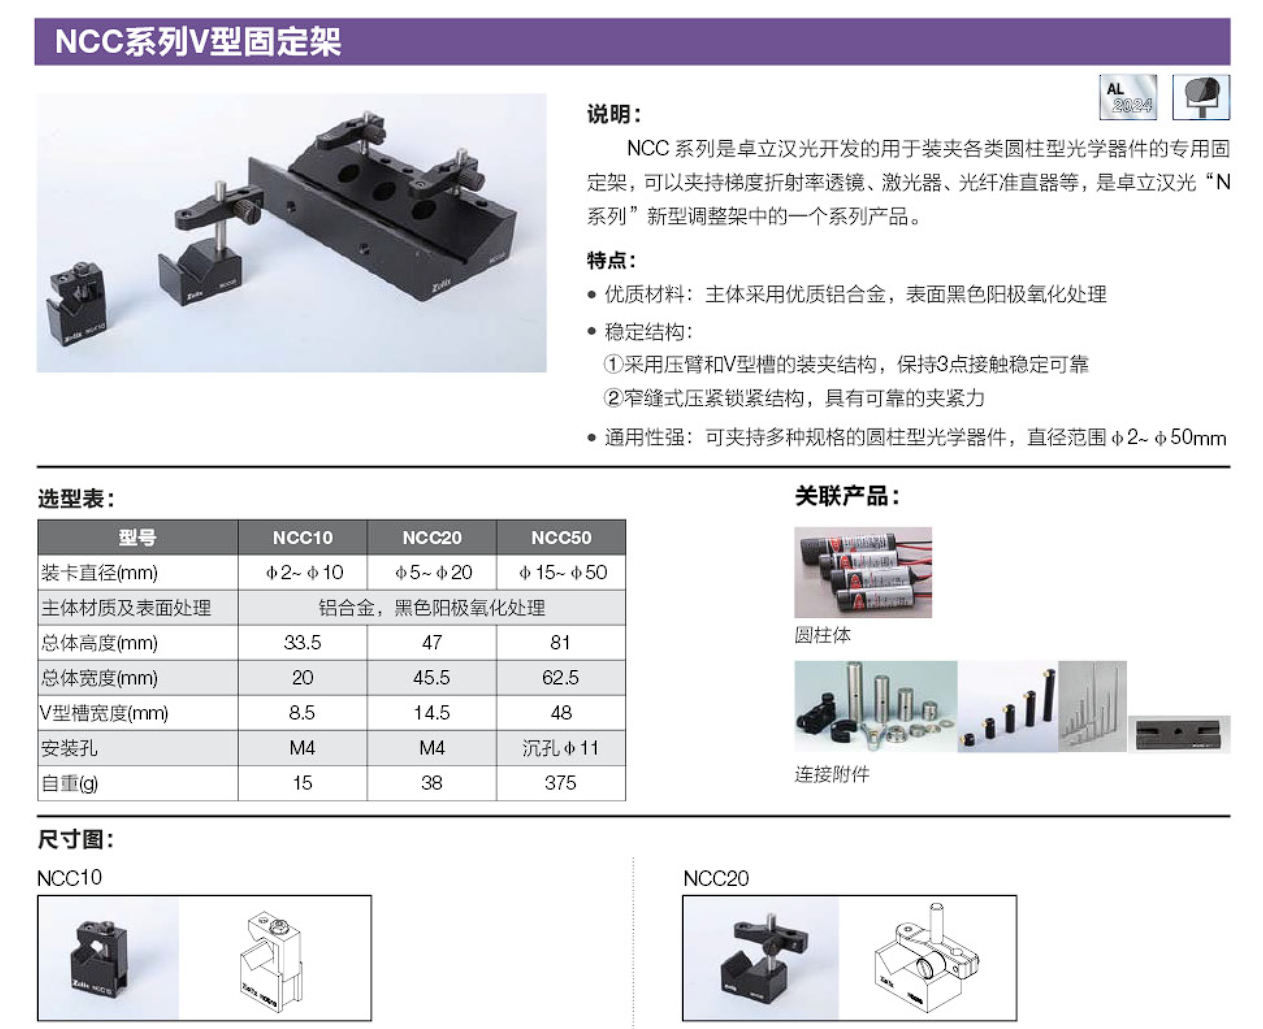 NCC系列V型固定架
AL
2024
说明：
NCC 系列是卓立汉光开发的用于装夹各类圆柱型光学器件的专用固
定架，可以夹持梯度折射率透镜、激光器、光纤准直器等，是卓立汉光“N
系列”新型调整架中的一个系列产品。
特点：
● 优质材料：主体采用优质铝合金，表面黑色阳极氧化处理
● 稳定结构：
①采用压臂和V型槽的装夹结构，保持3点接触稳定可靠
②窄缝式压紧锁紧结构，具有可靠的夹紧力
● 通用性强：可夹持多种规格的圆柱型光学器件，直径范围ф2~ф50mm
Zolix NCC10
Zolix
Zolix
选型表：
型号 NCC10 NCC20 NCC50
装卡直径(mm) ф2~ф10 ф5~ф20 ф15~ф50
主体材质及表面处理 铝合金，黑色阳极氧化处理
总体高度(mm) 33.5 47 81
总体宽度(mm) 20 45.5 62.5
V型槽宽度(mm) 8.5 14.5 48
安装孔 M4 M4 沉孔ф11
自重(g) 15 38 375
关联产品：
圆柱体
连接附件
尺寸图：
NCC10
Zolix NCC10
Zolix
NCC20
Zolix
Zolix